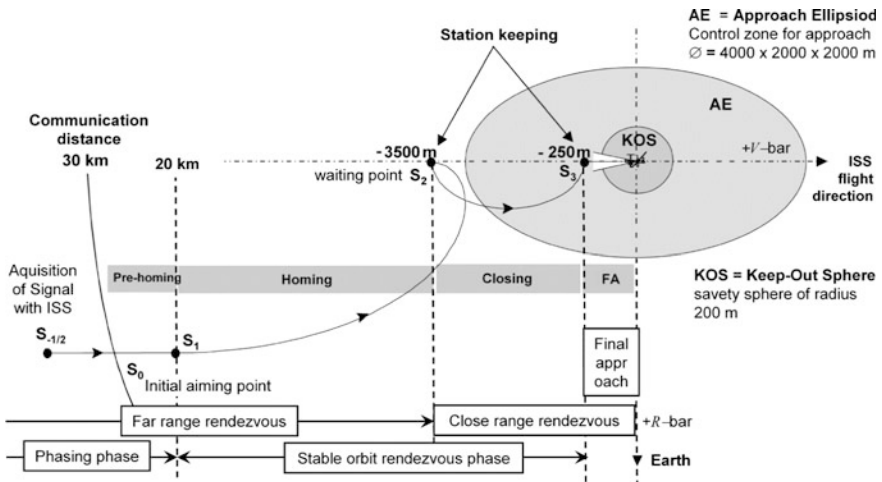 AE = Approach Ellipsiod
Control zone for approach
∅ = 4000 x 2000 x 2000 m
Station keeping
AE
Communication
distance
30 km
20 km
- 3500 m
waiting point
S2
- 250 m
S3
KOS
+V-bar
ISS
flight
direction
Aquisition
of Signal
with ISS
Pre-homing
Homing
Closing
FA
KOS = Keep-Out Sphere
savety sphere of radius
200 m
S-1/2
S1
S0
Initial aiming point
Final
appr
oach
Far range rendezvous
Close range rendezvous
+R-bar
Phasing phase
Stable orbit rendezvous phase
Earth